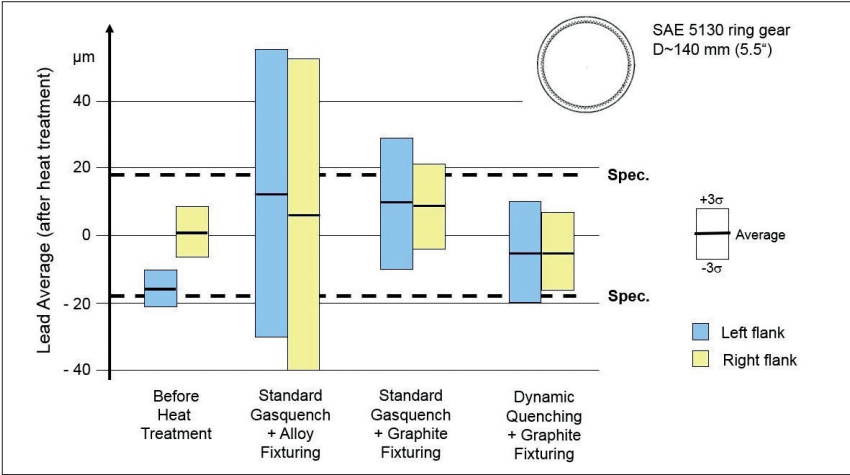 SAE 5130 ring gear
D~140 mm (5.5“)
µm
Lead Average (after heat treatment)
40
20
0
- 20
- 40
Spec.
Spec.
+3σ
Average
-3σ
Left flank
Right flank
Before
Heat
Treatment
Standard
Gasquench
+ Alloy
Fixturing
Standard
Gasquench
+ Graphite
Fixturing
Dynamic
Quenching
+ Graphite
Fixturing